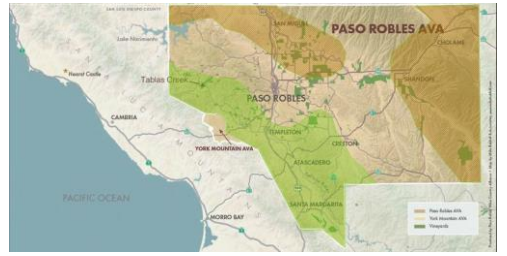 SAN LUIS OBISPO COUNTY
PASO ROBLES AVA
SAN MIGUEL
CHOLAME
Lake Nacimiento
Hearst Castle
Tablas Creek
SHANDON
PASO ROBLES
CAMBRIA
TEMPLETON
YORK MOUNTAIN AVA
CRESTON
ATASCADERO
PACIFIC OCEAN
SANTA MARGARITA
MORRO BAY
Paso Robles AVA
York Mountain AVA
Vineyards